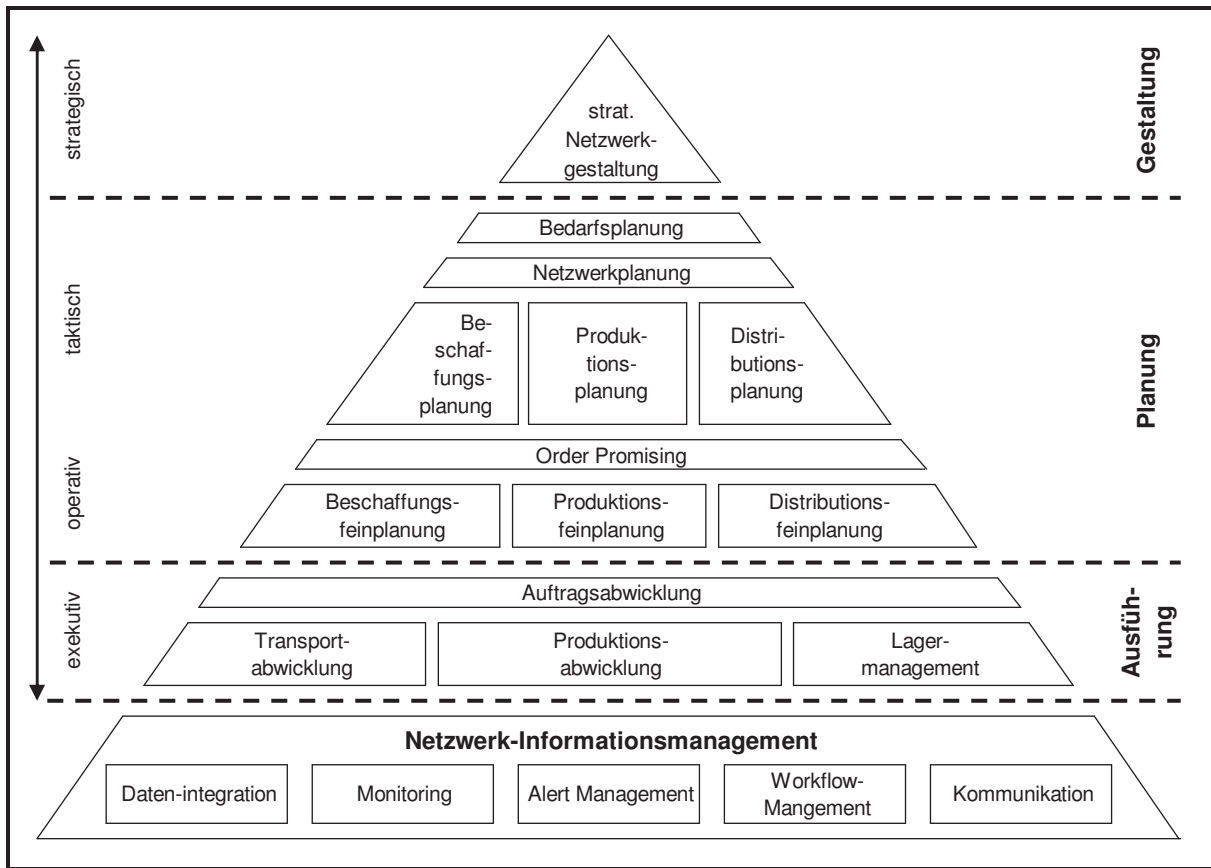 strategisch
strat.
Netzwerk-
gestaltung
Gestaltung
taktisch
Bedarfsplanung
Netzwerkplanung
Be-
schaf-
fungs-
planung
Produk-
tions-
planung
Distri-
butions-
planung
Planung
operativ
Order Promising
Beschaffungs-
feinplanung
Produktions-
feinplanung
Distributions-
feinplanung
exekutiv
Auftragsabwicklung
Transport-
abwicklung
Produktions-
abwicklung
Lager-
management
Ausfüh-
rung
Netzwerk-Informationsmanagement
Daten-integration
Monitoring
Alert Management
Workflow-
Mangement
Kommunikation